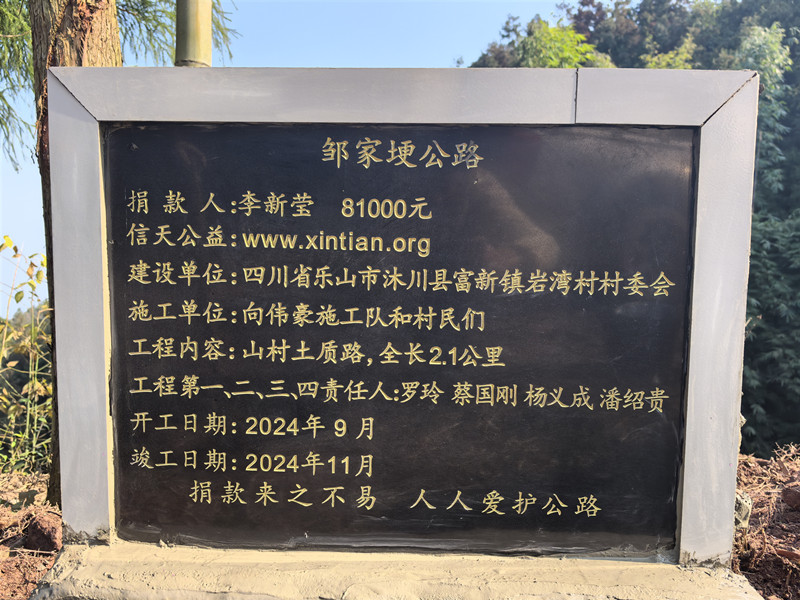 邹家埂公路
捐款人:李新莹 81000元
信天公益:www.xintian.org
建设单位:四川省乐山市沐川县富新镇岩湾村村委会
施工单位:向伟豪施工队和村民们
工程内容:山村土质路,全长2.1公里
工程第一、二、三、四责任人:罗玲 蔡国刚 杨义成 潘绍贵
开工日期:2024年9月
竣工日期:2024年11月
捐款来之不易 人人爱护公路